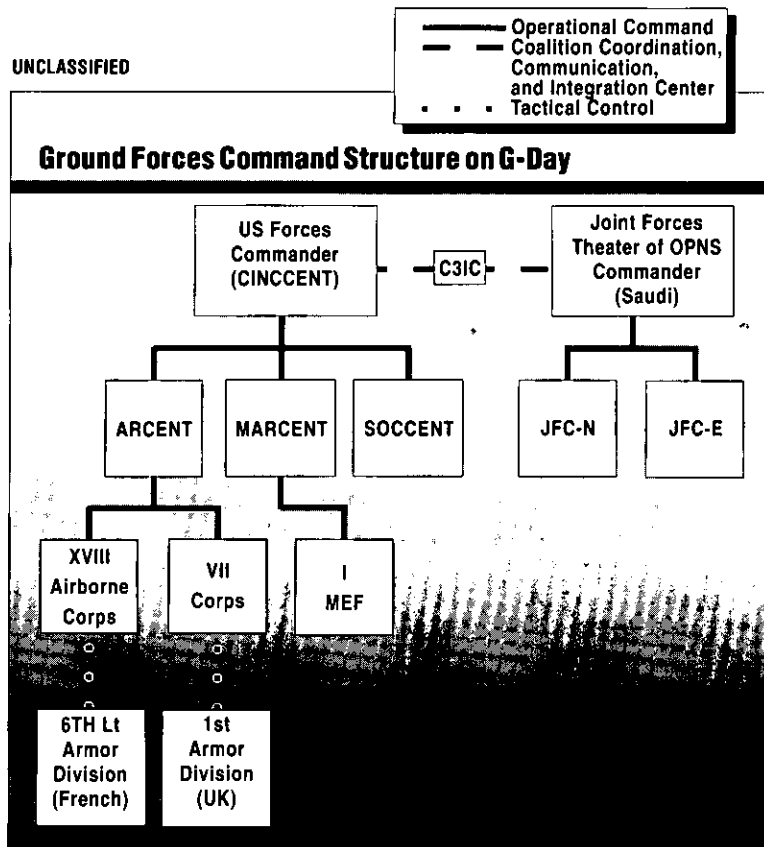 Operational Command
Coalition Coordination,
Communication,
and Integration Center
Tactical Control
UNCLASSIFIED
Ground Forces Command Structure on G-Day
US Forces
Commander
(CINCCENT)
C3IC
Joint Forces
Theater of OPNS
Commander
(Saudi)
ARCENT
MARCENT
SOCCENT
JFC-N
JFC-E
XVIII
Airborne
Corps
VII
Corps
I
MEF
6TH Lt
Armor
Division
(French)
1st
Armor
Division
(UK)